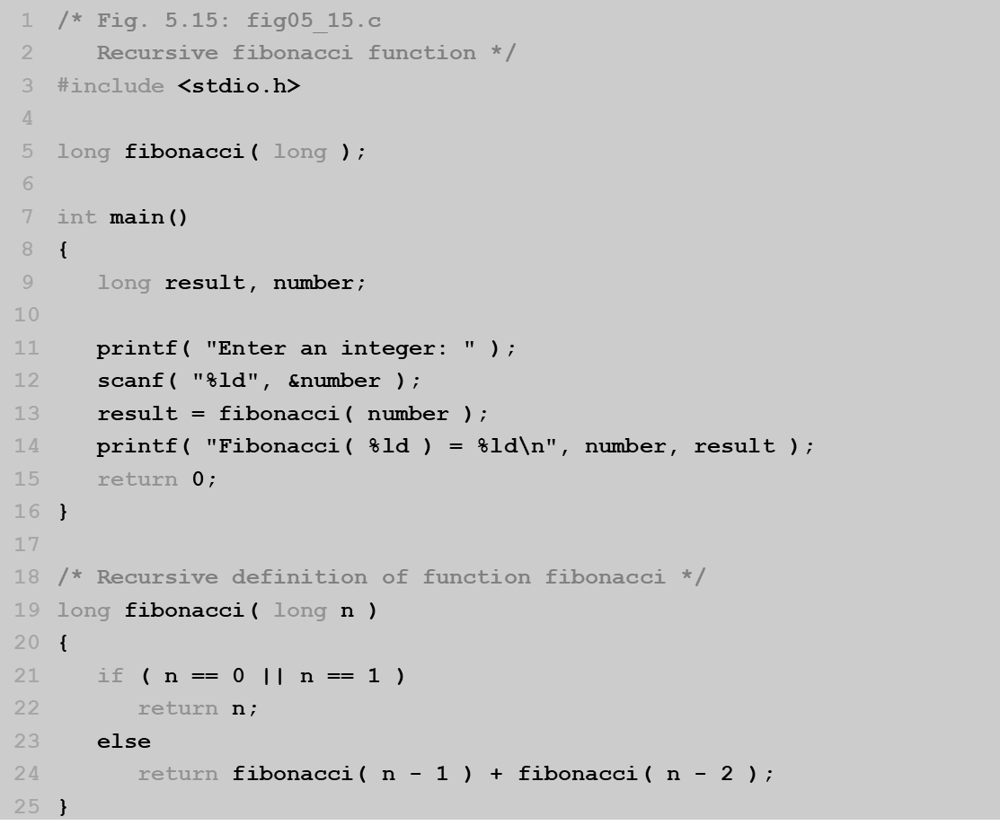 1 /* Fig. 5.15: fig05_15.c
2    Recursive fibonacci function */
3 #include <stdio.h>
4
5 long fibonacci( long );
6
7 int main()
8 {
9    long result, number;
10
11    printf( "Enter an integer: " );
12    scanf( "%ld", &number );
13    result = fibonacci( number );
14    printf( "Fibonacci( %ld ) = %ld\n", number, result );
15    return 0;
16 }
17
18 /* Recursive definition of function fibonacci */
19 long fibonacci( long n )
20 {
21    if ( n == 0 || n == 1 )
22       return n;
23    else
24       return fibonacci( n - 1 ) + fibonacci( n - 2 );
25 }